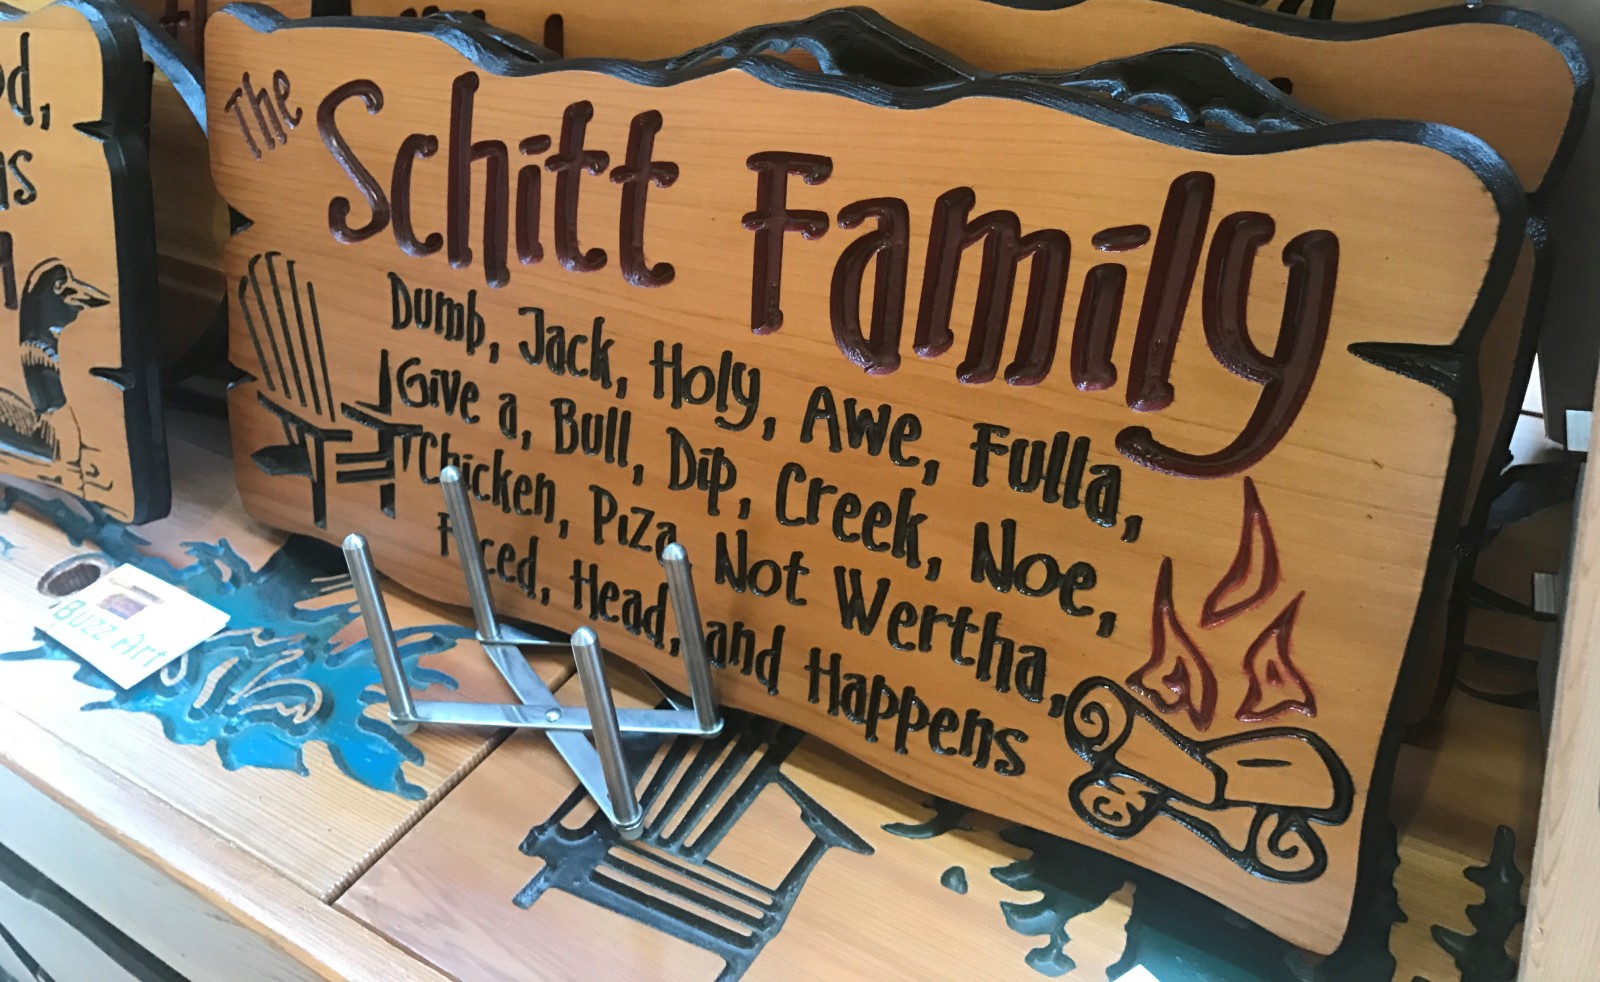 The Schitt Family
Dumb, Jack, Holy, Awe, Fulla,
Give a, Bull, Dip, Creek, Noe,
Chicken, Piza, Not Wertha,
Faced, Head, and Happens
Buzz Art